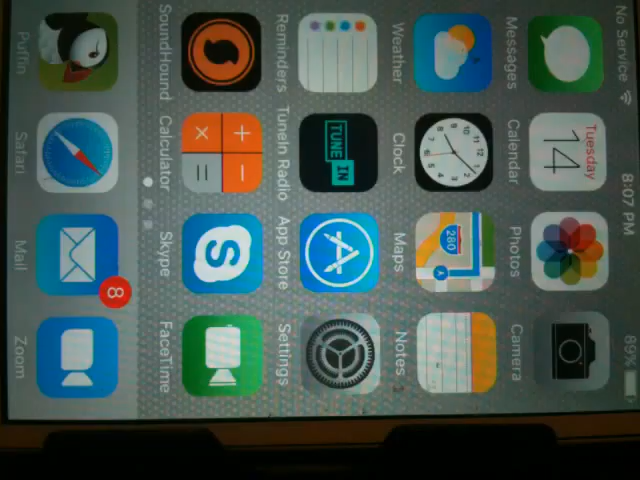 No Service 8:07 PM 89%
Tuesday
14
Messages Calendar Photos Camera
280
Weather Clock Maps Notes
TUNE
IN
Reminders TuneIn Radio App Store Settings
SoundHound Calculator Skype FaceTime
8
Puffin Safari Mail Zoom